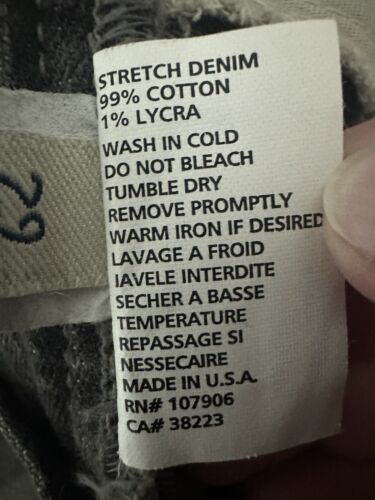 STRETCH DENIM
99% COTTON
1% LYCRA
WASH IN COLD
DO NOT BLEACH
TUMBLE DRY
REMOVE PROMPTLY
WARM IRON IF DESIRED
LAVAGE A FROID
JAVELE INTERDITE
SECHER A BASSE
TEMPERATURE
REPASSAGE SI
NESSECAIRE
MADE IN U.S.A.
RN# 107906
CA# 38223
29